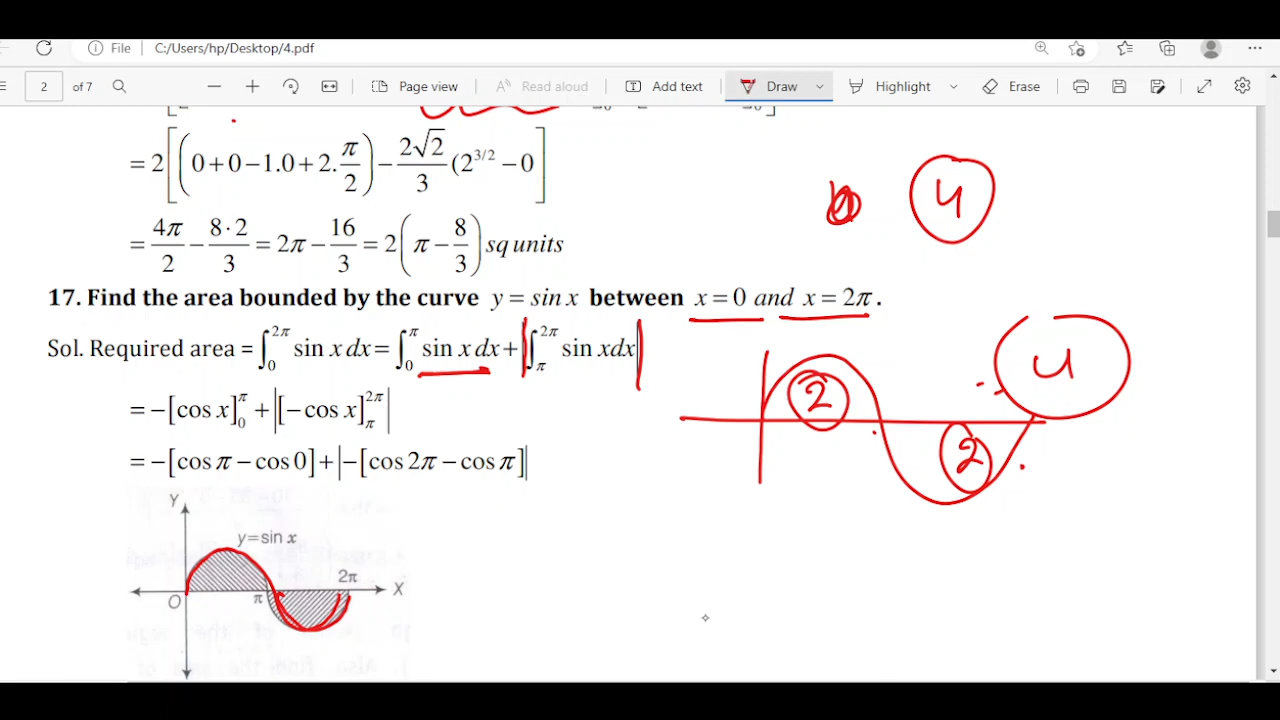 File C:/Users/hp/Desktop/4.pdf
2 of 7 Page view Read aloud Add text Draw Highlight Erase
= 2[(0+0−1.0+2.π/2)−2√2/3(2^{3/2}−0]
= 4π/2 − 8·2/3 = 2π − 16/3 = 2(π − 8/3) sq units
4
17. Find the area bounded by the curve y = sin x between x = 0 and x = 2π.
Sol. Required area = ∫₀^{2π} sin x dx = ∫₀^{π} sin x dx + |∫_π^{2π} sin xdx|
= −[cos x]₀^π + |[−cos x]_π^{2π}|
= −[cos π − cos 0] + |−[cos 2π − cos π]|
4
2
2
Y
y=sin x
2π
X
O
π